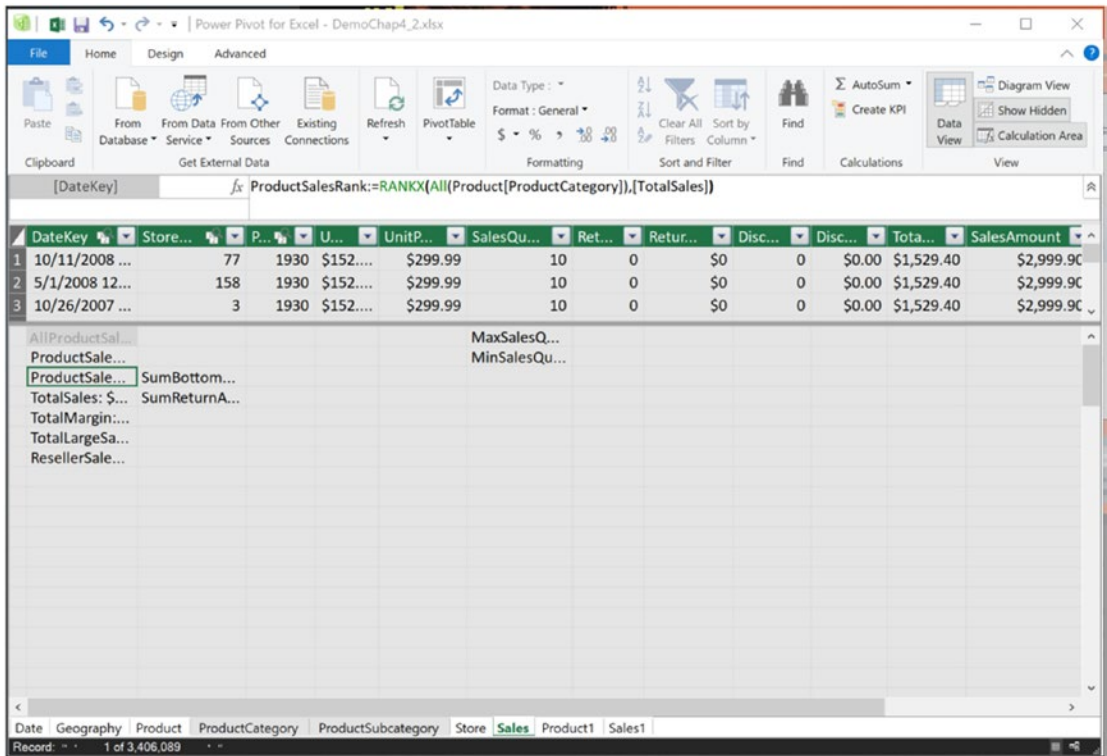 Power Pivot for Excel - DemoChap4_2.xlsx
File Home Design Advanced
Paste
From Database
From Data Service
From Other Sources
Existing Connections
Refresh
PivotTable
Data Type :
Format : General
$ % ,
Clear All Filters
Sort by Column
Find
Σ AutoSum
Create KPI
Data View
Diagram View
Show Hidden
Calculation Area
Clipboard Get External Data Formatting Sort and Filter Find Calculations View
[DateKey] fx ProductSalesRank:=RANKX(All(Product[ProductCategory]),[TotalSales])
DateKey Store... P... U... UnitP... SalesQu... Ret... Retur... Disc... Disc... Tota... SalesAmount
1 10/11/2008 ... 77 1930 $152.... $299.99 10 0 $0 0 $0.00 $1,529.40 $2,999.90
2 5/1/2008 12... 158 1930 $152.... $299.99 10 0 $0 0 $0.00 $1,529.40 $2,999.90
3 10/26/2007 ... 3 1930 $152.... $299.99 10 0 $0 0 $0.00 $1,529.40 $2,999.90
AllProductSal... MaxSalesQ...
ProductSale... MinSalesQu...
ProductSale... SumBottom...
TotalSales: $... SumReturnA...
TotalMargin:...
TotalLargeSa...
ResellerSale...
Date Geography Product ProductCategory ProductSubcategory Store Sales Product1 Sales1
Record: 1 of 3,406,089